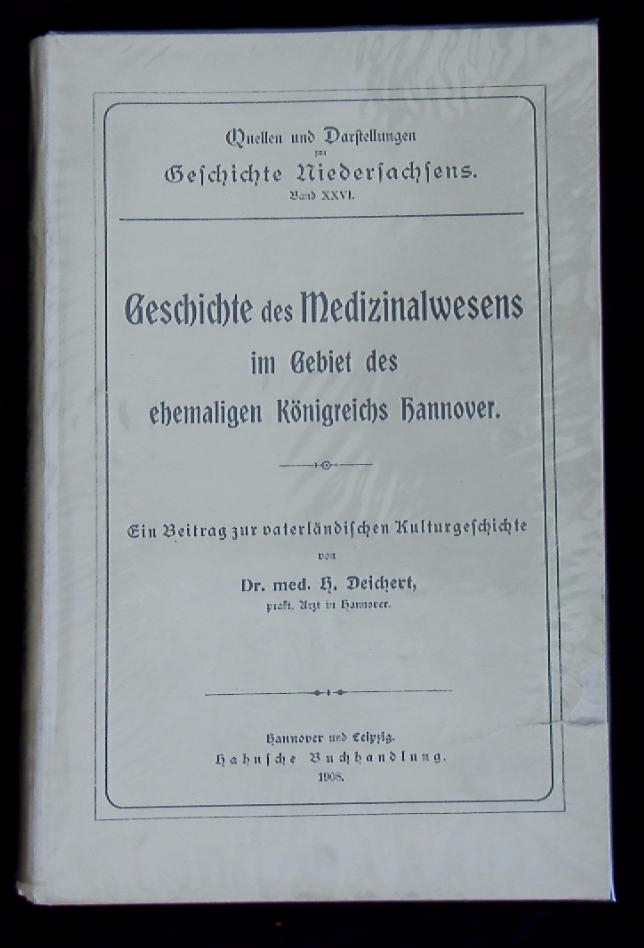 Quellen und Darſtellungen
zur
Geſchichte Niederſachſens.
Band XXVI.
Geschichte des Medizinalwesens
im Gebiet des
ehemaligen Königreichs Hannover.
Ein Beitrag zur vaterländiſchen Kulturgeſchichte
von
Dr. med. H. Deichert,
prakt. Arzt in Hannover.
Hannover und Leipzig.
Hahnſche Buchhandlung.
1908.